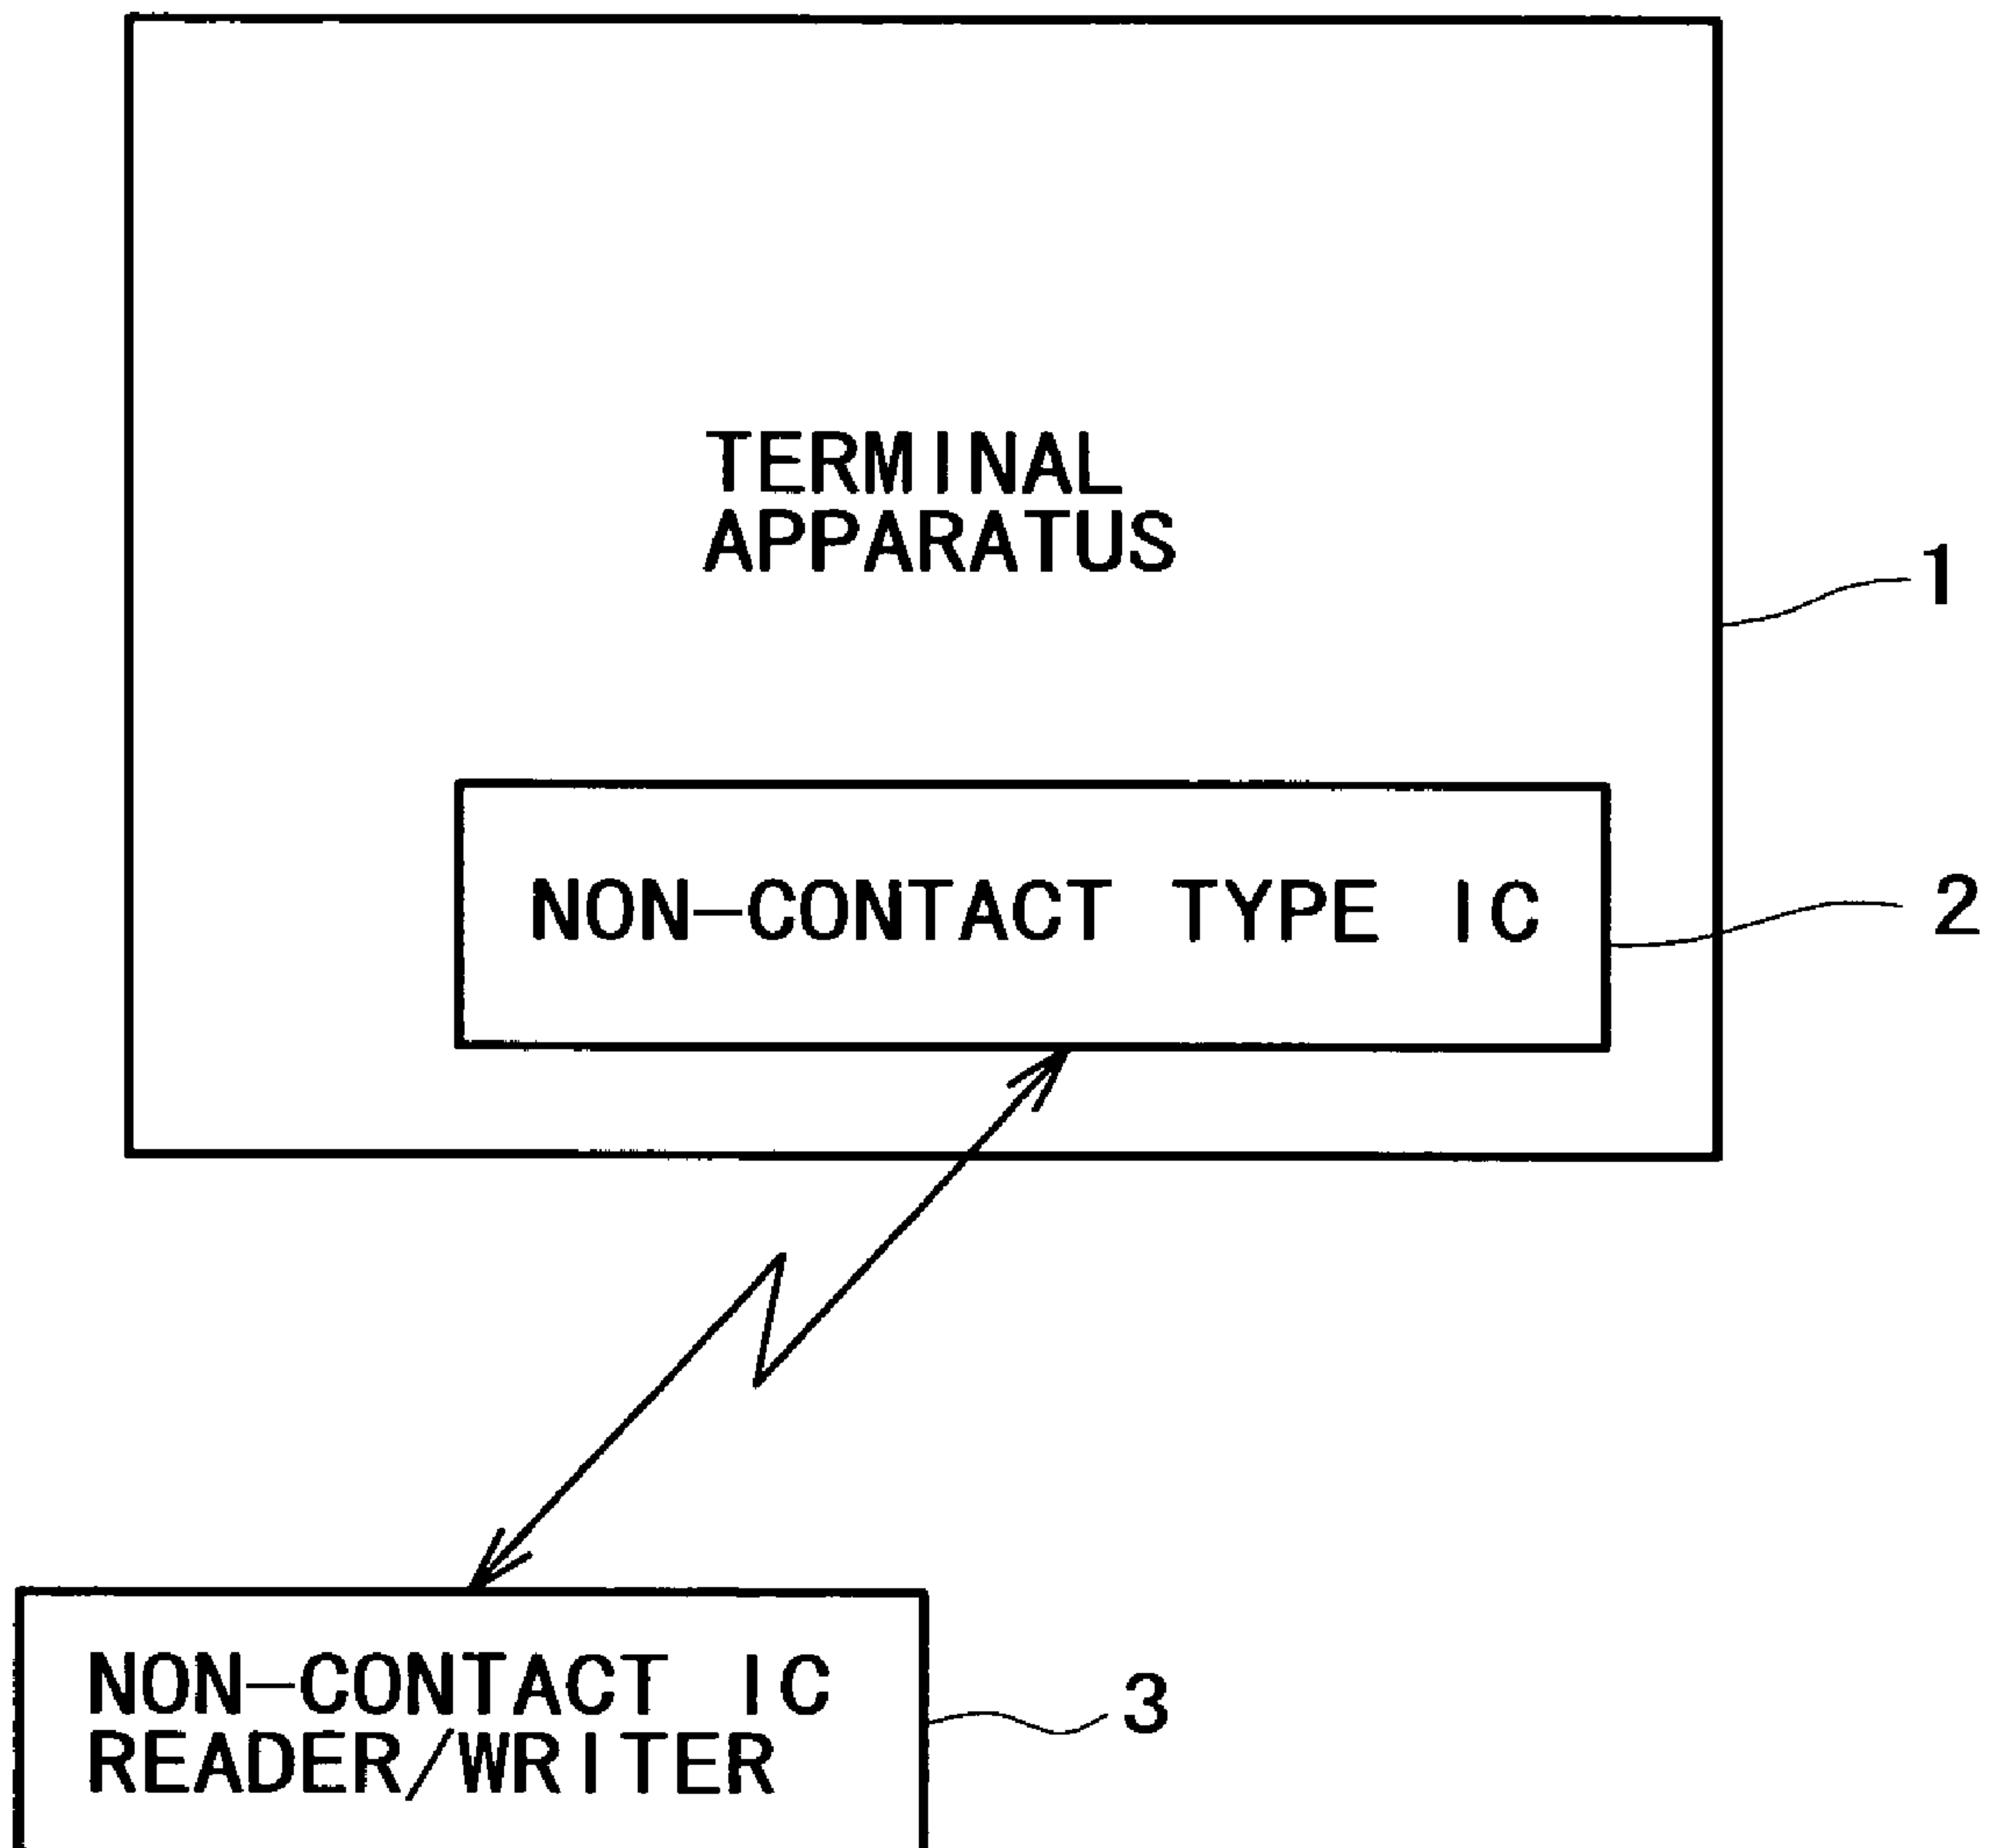 TERMINAL
APPARATUS
1
NON-CONTACT TYPE IC
2
NON-CONTACT IC
READER/WRITER
3